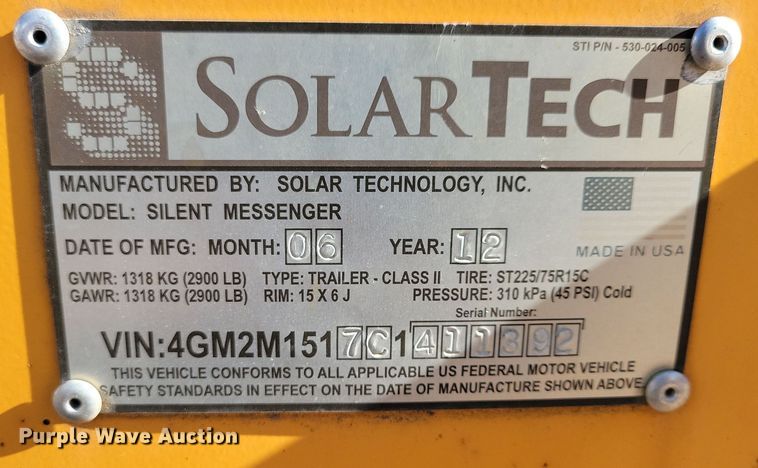 STI P/N - 530-024-005
SOLARTECH
MANUFACTURED BY: SOLAR TECHNOLOGY, INC.
MODEL: SILENT MESSENGER
DATE OF MFG: MONTH: 06 YEAR: 12
MADE IN USA
GVWR: 1318 KG (2900 LB) TYPE: TRAILER - CLASS II TIRE: ST225/75R15C
GAWR: 1318 KG (2900 LB) RIM: 15 X 6 J PRESSURE: 310 kPa (45 PSI) Cold
Serial Number:
VIN:4GM2M1517C1411392
THIS VEHICLE CONFORMS TO ALL APPLICABLE US FEDERAL MOTOR VEHICLE
SAFETY STANDARDS IN EFFECT ON THE DATE OF MANUFACTURE SHOWN ABOVE.
Purple Wave Auction